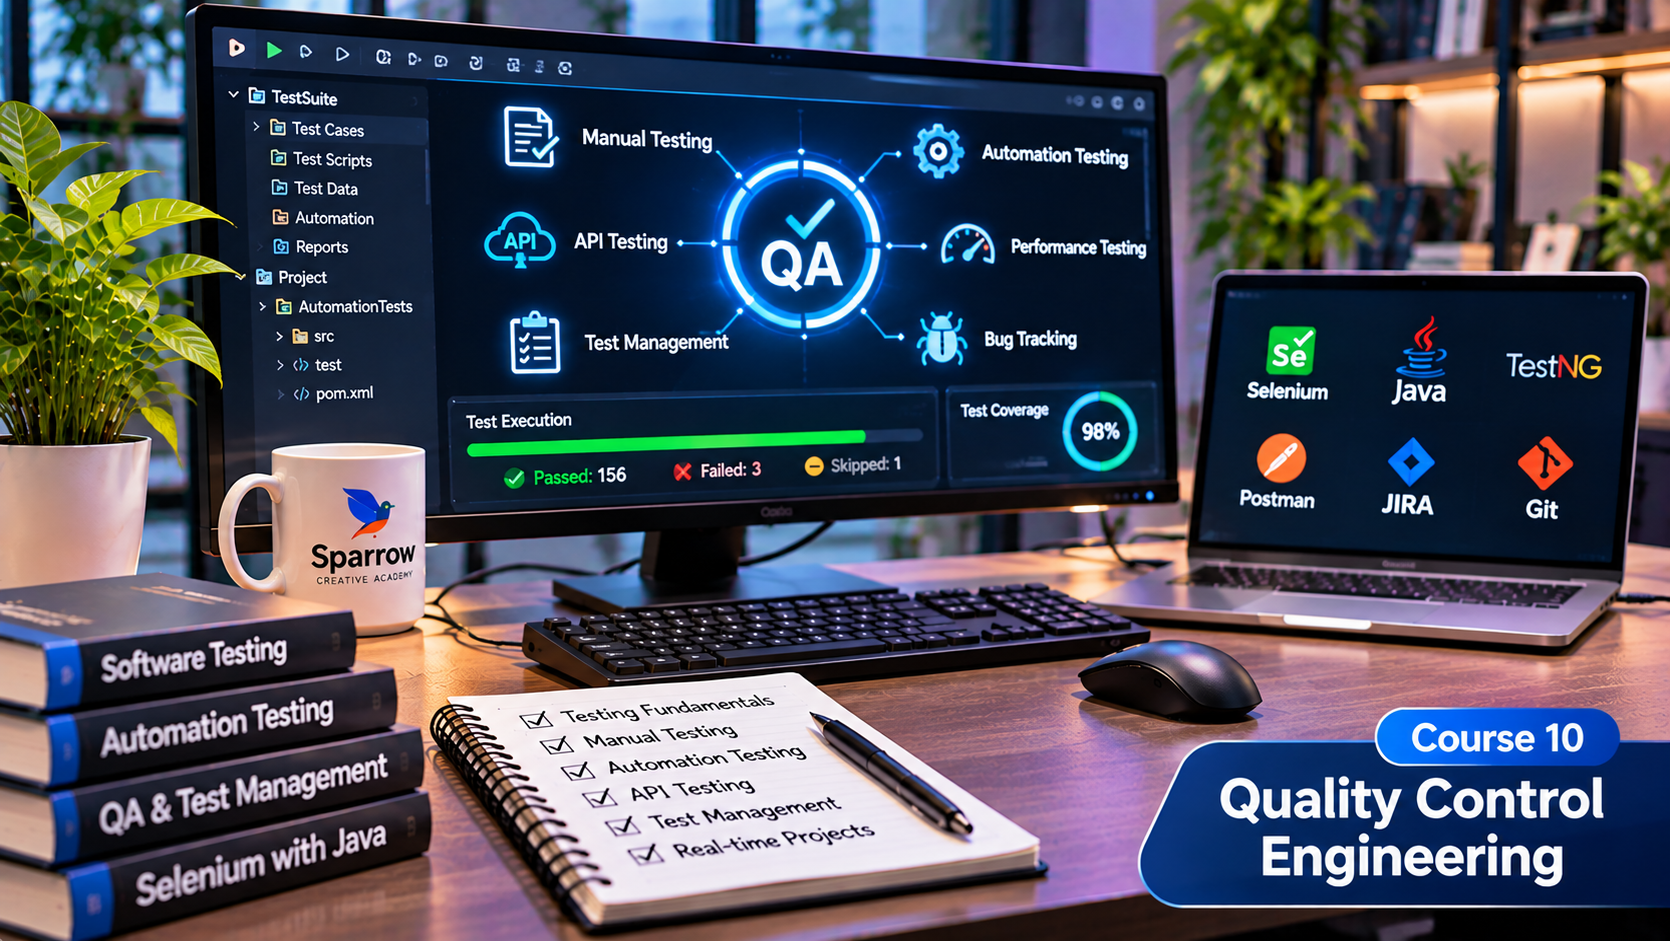 TestSuite
Test Cases
Test Scripts
Test Data
Automation
Reports
Project
AutomationTests
src
test
pom.xml
Manual Testing
API
API Testing
Test Management
QA
Automation Testing
Performance Testing
Bug Tracking
Test Execution
Passed: 156
Failed: 3
Skipped: 1
Test Coverage
98%
Se
Selenium
Java
TestNG
Postman
JIRA
Git
Sparrow
CREATIVE ACADEMY
Software Testing
Automation Testing
QA & Test Management
Selenium with Java
Testing Fundamentals
Manual Testing
Automation Testing
API Testing
Test Management
Real-time Projects
Course 10
Quality Control
Engineering